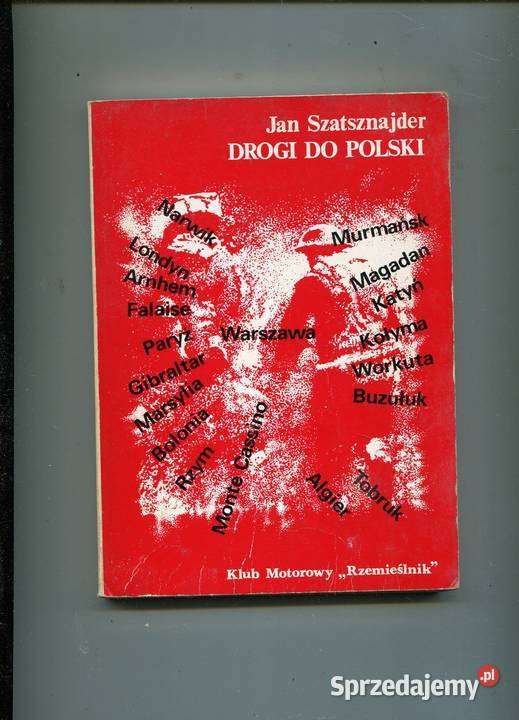 Jan Szatsznajder
DROGI DO POLSKI
Narwik
Londyn
Arnhem
Falaise
Paryż
Gibraltar
Marsylia
Bolonia
Rzym
Monte Cassino
Warszawa
Murmańsk
Magadan
Katyń
Kołyma
Workuta
Buzułuk
Tobruk
Algier
Klub Motorowy „Rzemieślnik"
Sprzedajemy.pl